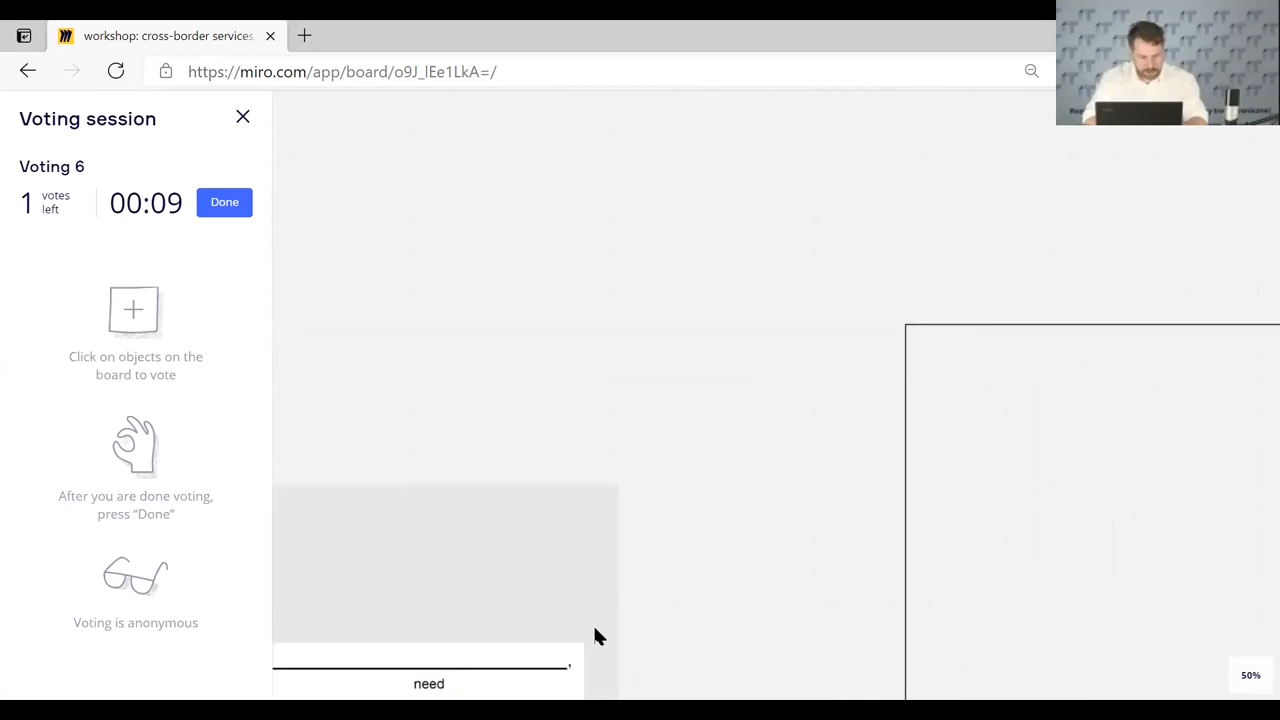 workshop: cross-border services,
https://miro.com/app/board/o9J_lEe1LkA=/
Voting session
Voting 6
1 votes left
00:09
Done
Click on objects on the
board to vote
After you are done voting,
press “Done”
Voting is anonymous
need
50%